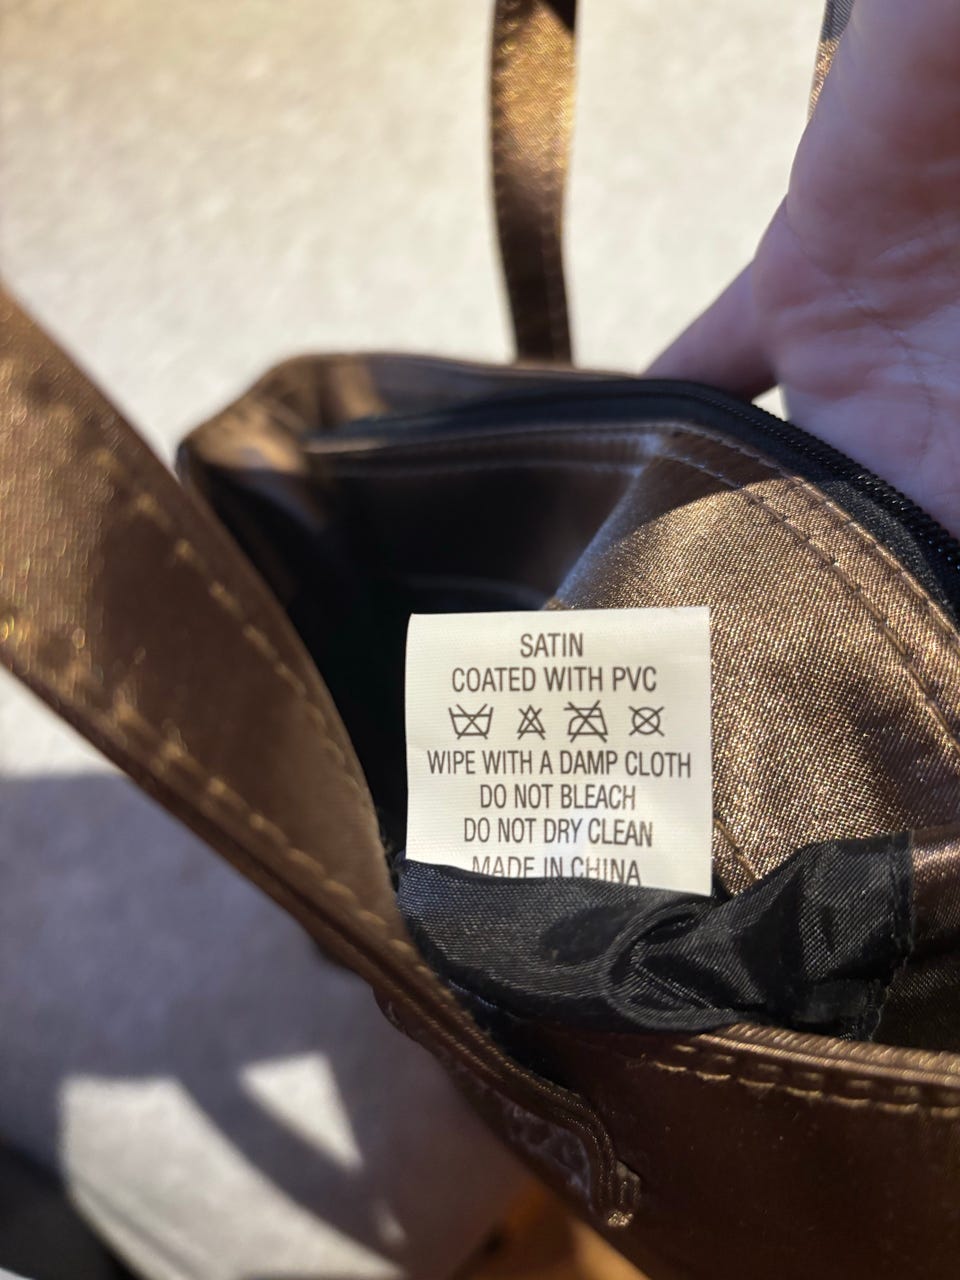 SATIN
COATED WITH PVC
WIPE WITH A DAMP CLOTH
DO NOT BLEACH
DO NOT DRY CLEAN
MADE IN CHINA